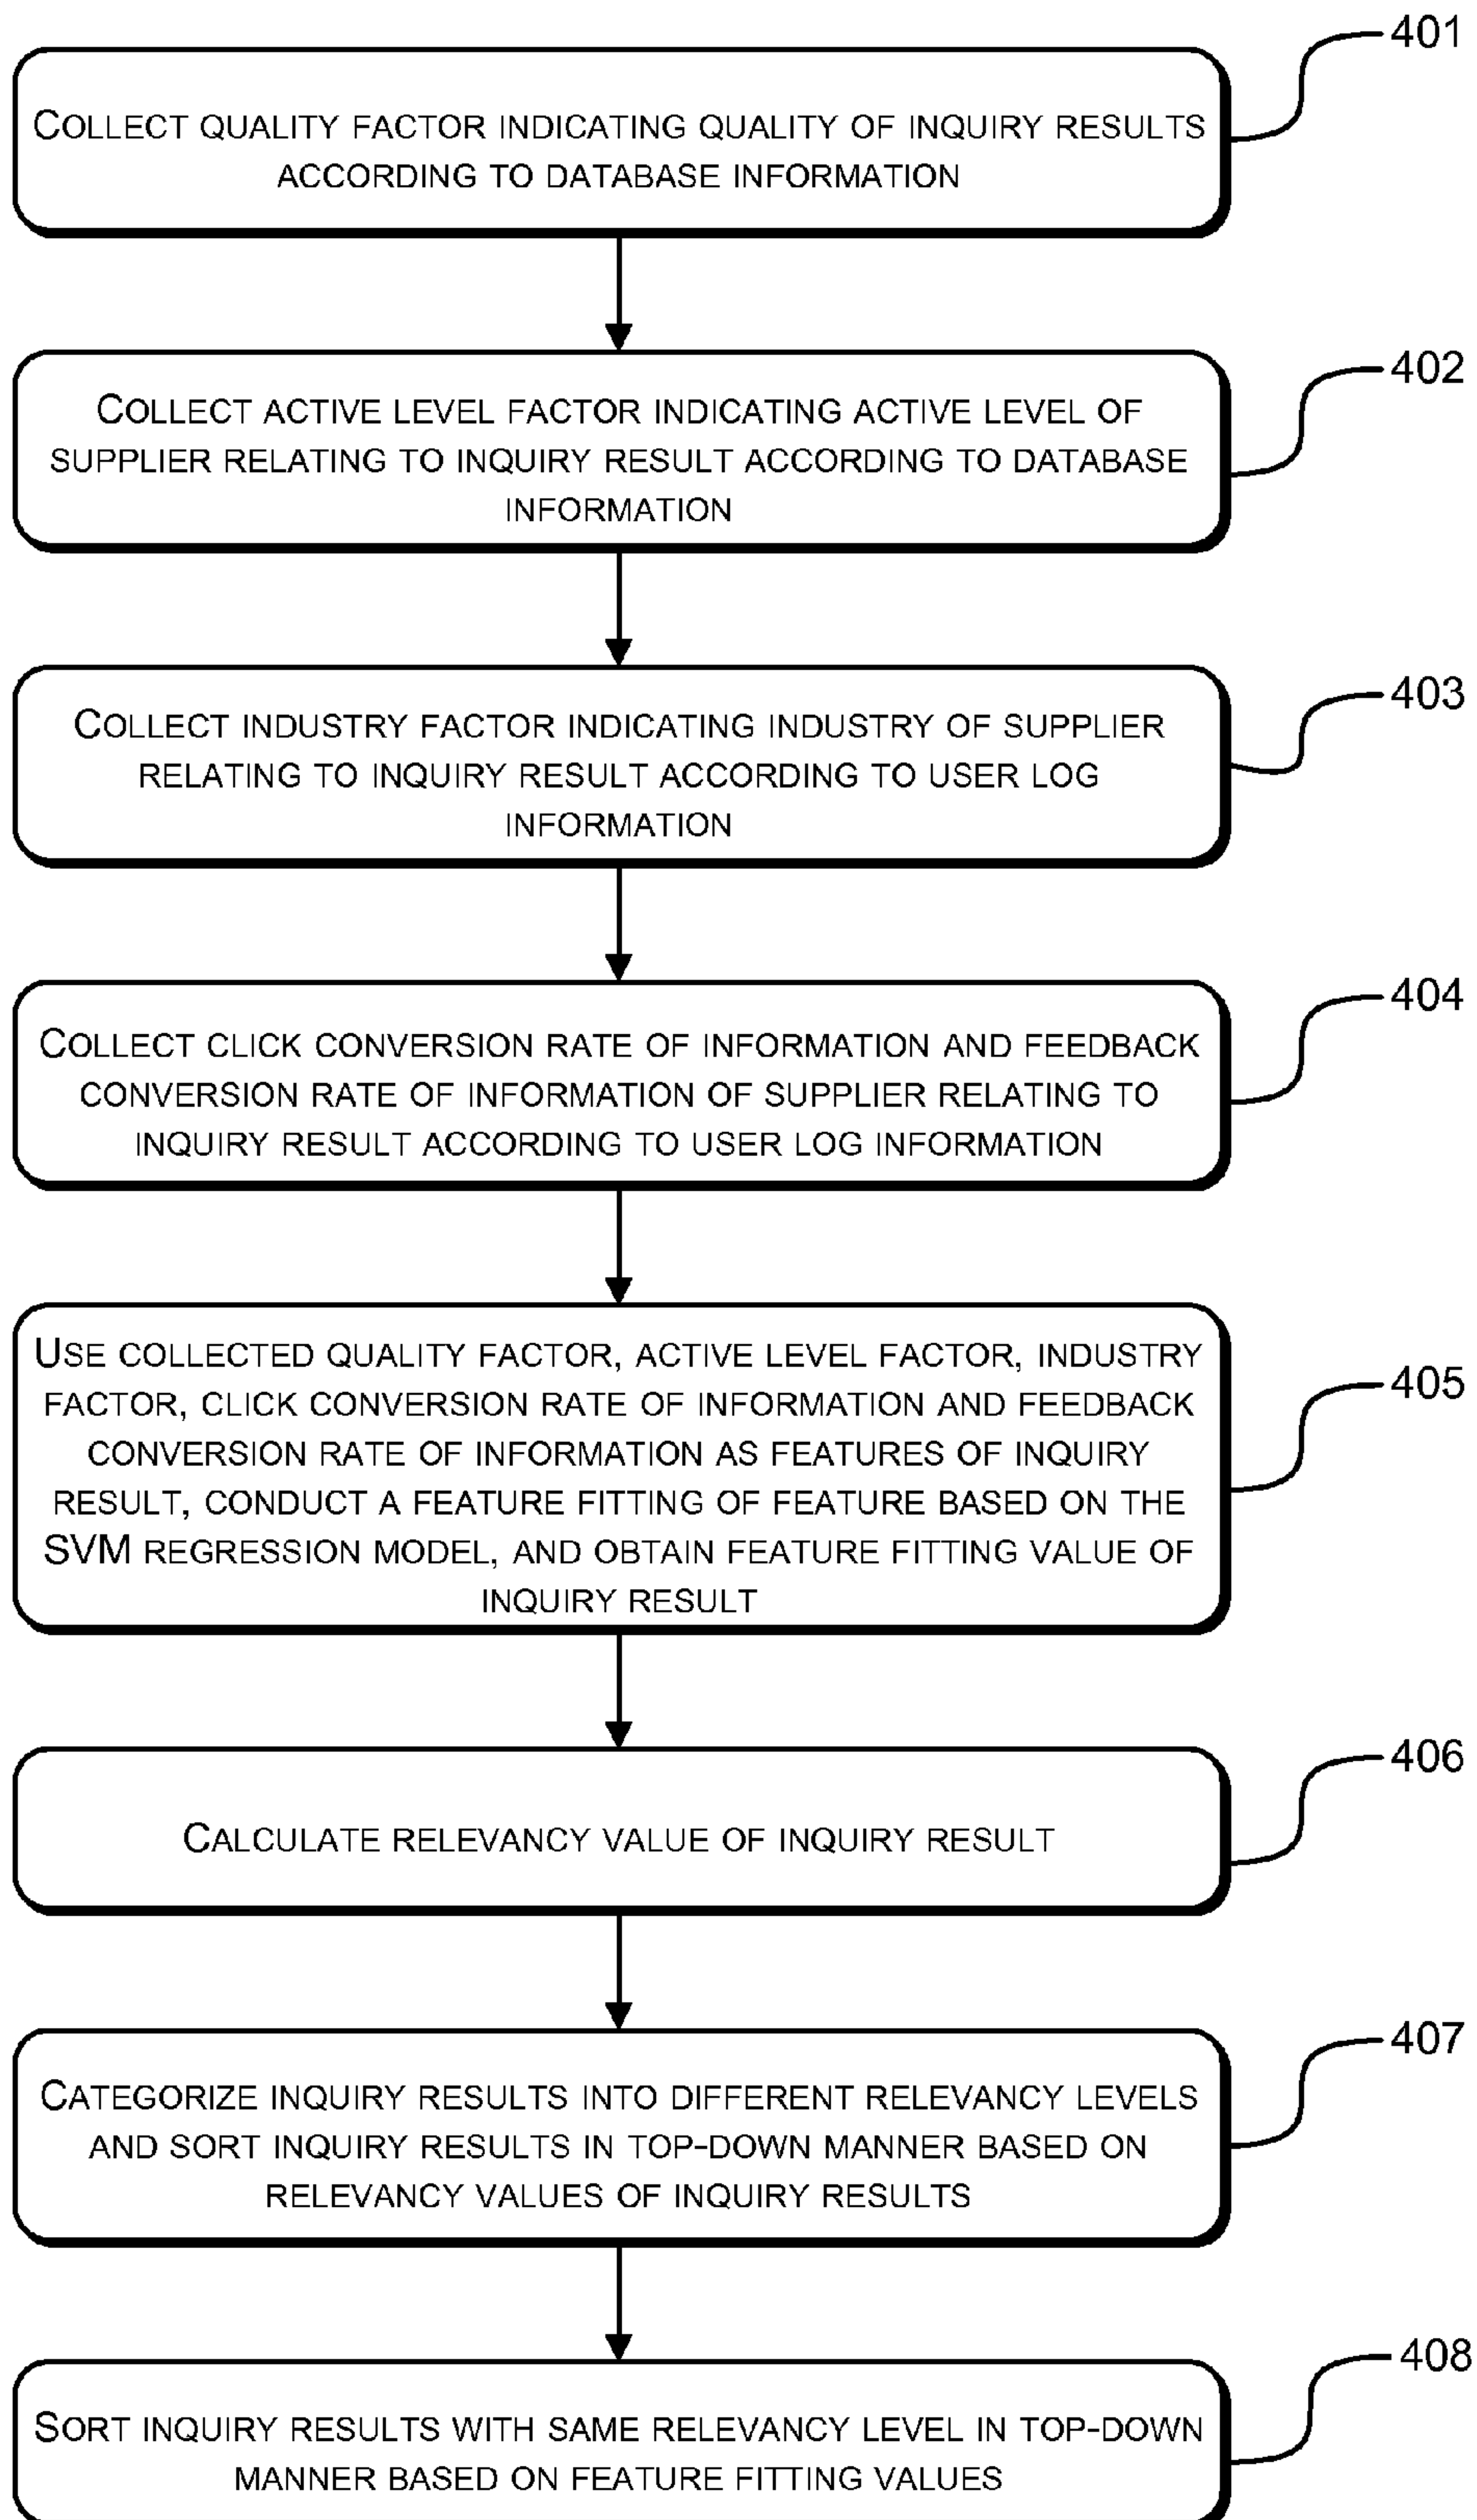 401
COLLECT QUALITY FACTOR INDICATING QUALITY OF INQUIRY RESULTS
ACCORDING TO DATABASE INFORMATION
402
COLLECT ACTIVE LEVEL FACTOR INDICATING ACTIVE LEVEL OF
SUPPLIER RELATING TO INQUIRY RESULT ACCORDING TO DATABASE
INFORMATION
403
COLLECT INDUSTRY FACTOR INDICATING INDUSTRY OF SUPPLIER
RELATING TO INQUIRY RESULT ACCORDING TO USER LOG
INFORMATION
404
COLLECT CLICK CONVERSION RATE OF INFORMATION AND FEEDBACK
CONVERSION RATE OF INFORMATION OF SUPPLIER RELATING TO
INQUIRY RESULT ACCORDING TO USER LOG INFORMATION
405
USE COLLECTED QUALITY FACTOR, ACTIVE LEVEL FACTOR, INDUSTRY
FACTOR, CLICK CONVERSION RATE OF INFORMATION AND FEEDBACK
CONVERSION RATE OF INFORMATION AS FEATURES OF INQUIRY
RESULT, CONDUCT A FEATURE FITTING OF FEATURE BASED ON THE
SVM REGRESSION MODEL, AND OBTAIN FEATURE FITTING VALUE OF
INQUIRY RESULT
406
CALCULATE RELEVANCY VALUE OF INQUIRY RESULT
407
CATEGORIZE INQUIRY RESULTS INTO DIFFERENT RELEVANCY LEVELS
AND SORT INQUIRY RESULTS IN TOP-DOWN MANNER BASED ON
RELEVANCY VALUES OF INQUIRY RESULTS
408
SORT INQUIRY RESULTS WITH SAME RELEVANCY LEVEL IN TOP-DOWN
MANNER BASED ON FEATURE FITTING VALUES